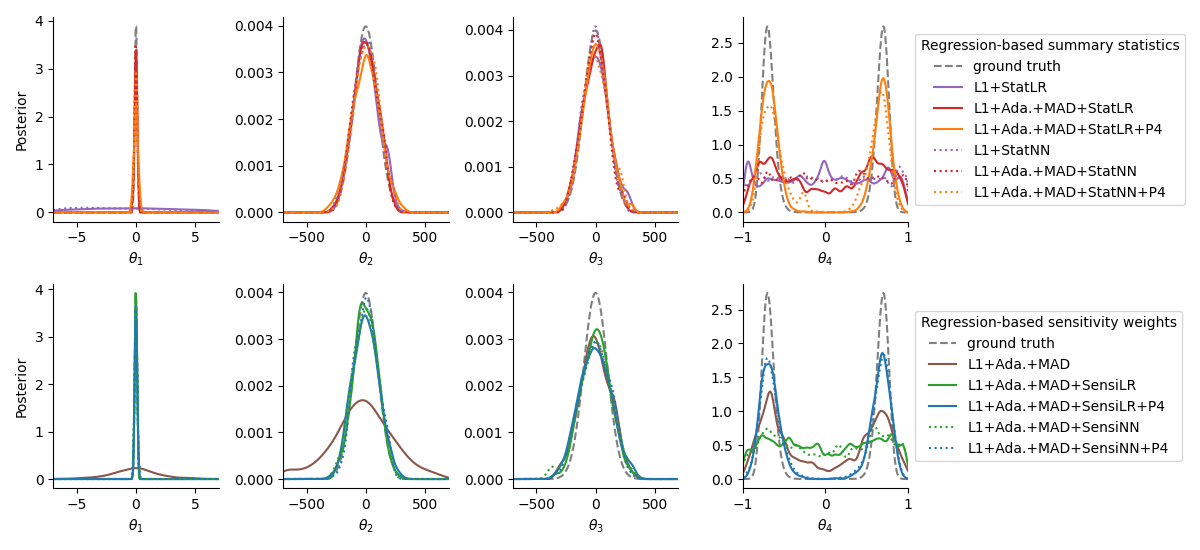 4
3
2
1
0
Posterior
−5
0
5
θ1
0.004
0.003
0.002
0.001
0.000
−500
0
500
θ2
0.004
0.003
0.002
0.001
0.000
−500
0
500
θ3
2.5
2.0
1.5
1.0
0.5
0.0
−1
0
1
θ4
Regression-based summary statistics
ground truth
L1+StatLR
L1+Ada.+MAD+StatLR
L1+Ada.+MAD+StatLR+P4
L1+StatNN
L1+Ada.+MAD+StatNN
L1+Ada.+MAD+StatNN+P4
4
3
2
1
0
Posterior
−5
0
5
θ1
0.004
0.003
0.002
0.001
0.000
−500
0
500
θ2
0.004
0.003
0.002
0.001
0.000
−500
0
500
θ3
2.5
2.0
1.5
1.0
0.5
0.0
−1
0
1
θ4
Regression-based sensitivity weights
ground truth
L1+Ada.+MAD
L1+Ada.+MAD+SensiLR
L1+Ada.+MAD+SensiLR+P4
L1+Ada.+MAD+SensiNN
L1+Ada.+MAD+SensiNN+P4